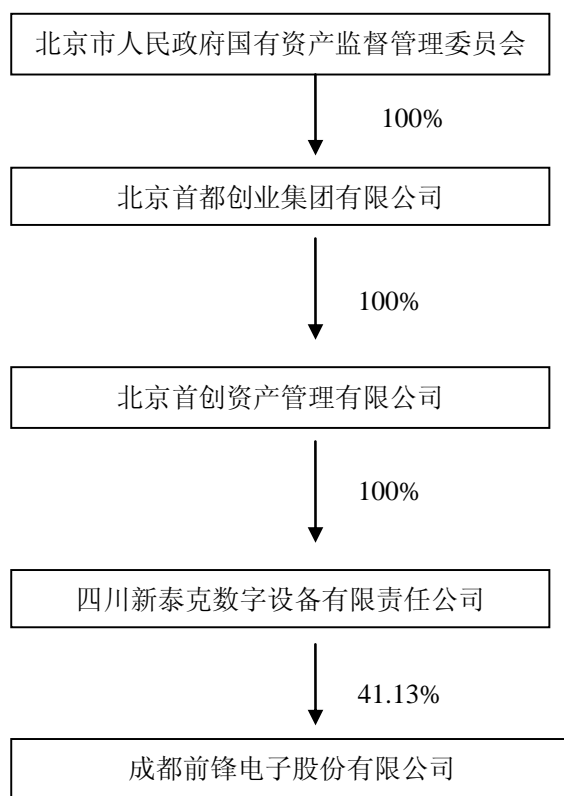 北京市人民政府国有资产监督管理委员会
100%
北京首都创业集团有限公司
100%
北京首创资产管理有限公司
100%
四川新泰克数字设备有限责任公司
41.13%
成都前锋电子股份有限公司